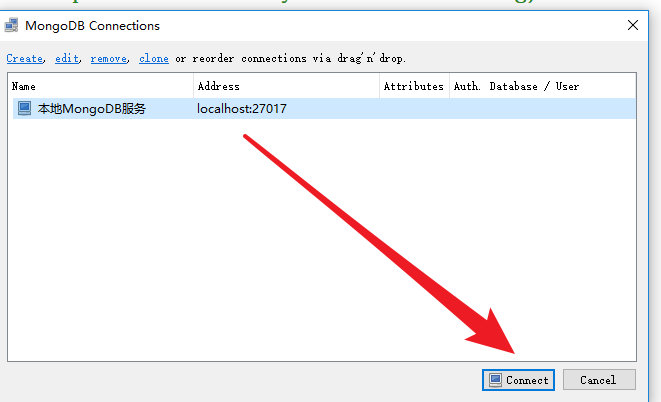 MongoDB Connections
Create, edit, remove, clone or reorder connections via drag'n'drop.
Name Address Attributes Auth. Database / User
本地MongoDB服务 localhost:27017
Connect Cancel